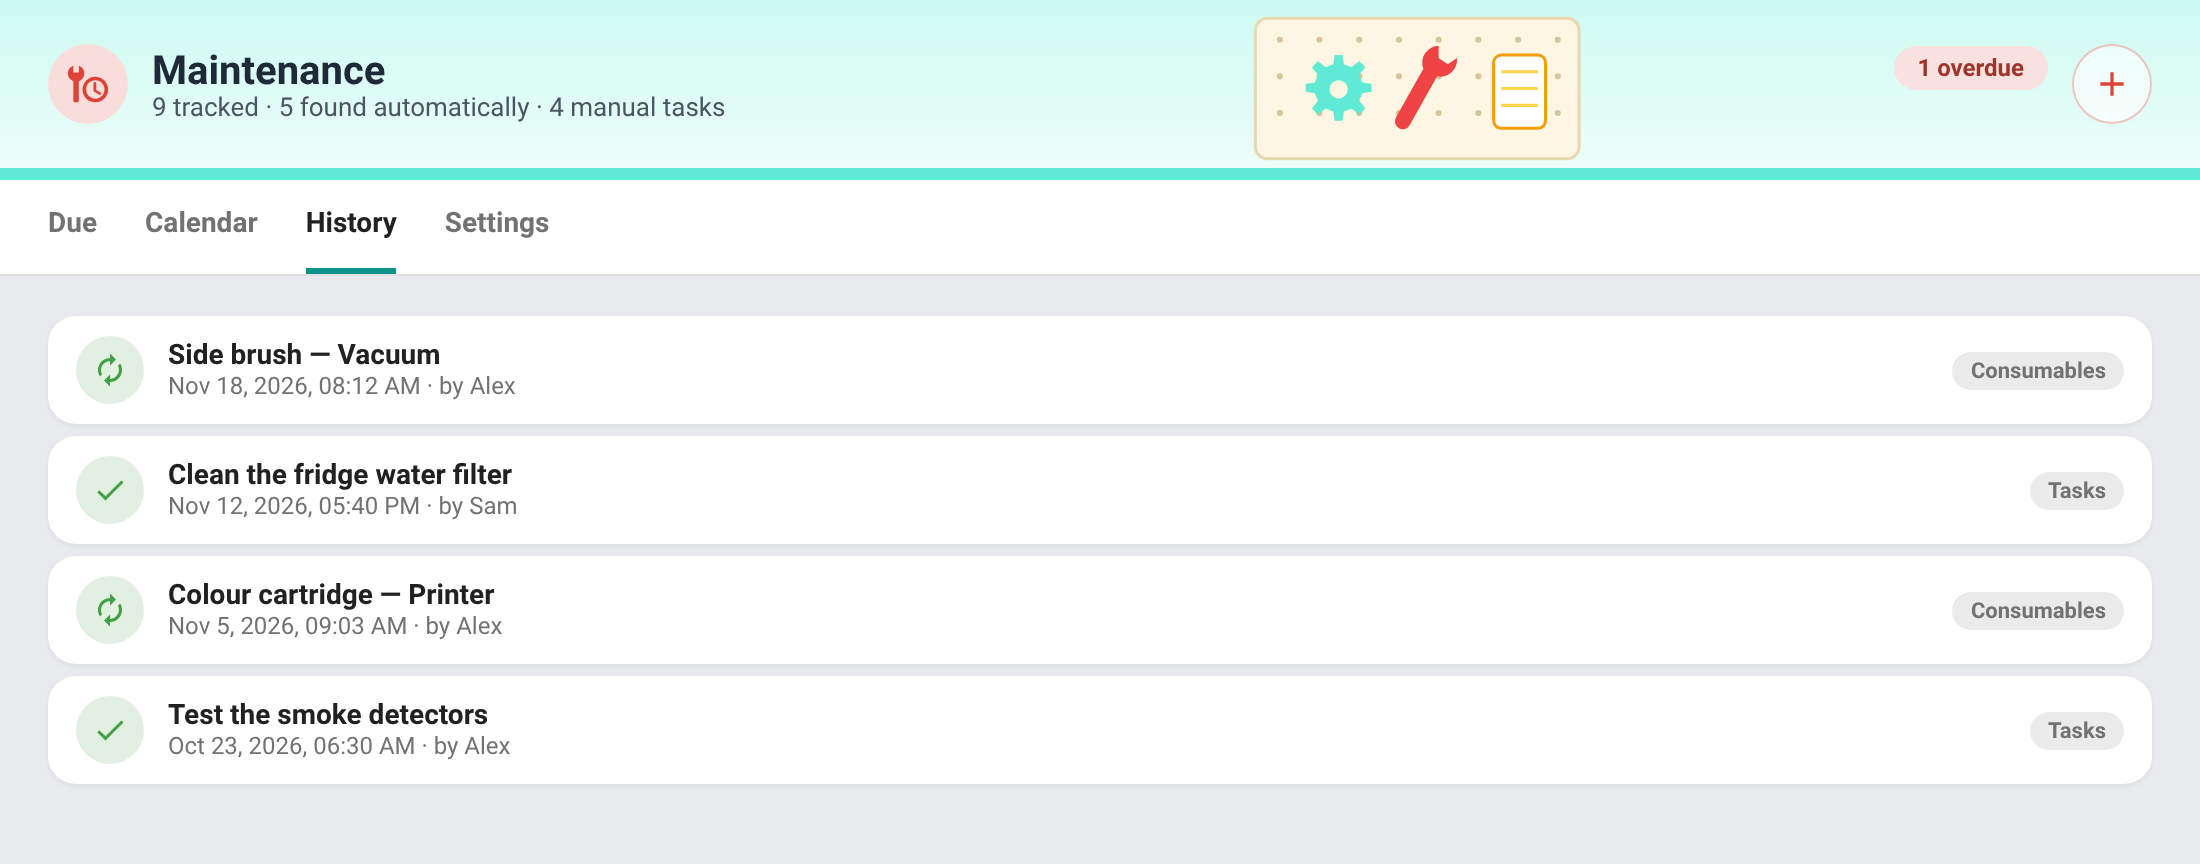 Maintenance
9 tracked · 5 found automatically · 4 manual tasks
1 overdue
Due
Calendar
History
Settings
Side brush — Vacuum
Nov 18, 2026, 08:12 AM · by Alex
Consumables
Clean the fridge water filter
Nov 12, 2026, 05:40 PM · by Sam
Tasks
Colour cartridge — Printer
Nov 5, 2026, 09:03 AM · by Alex
Consumables
Test the smoke detectors
Oct 23, 2026, 06:30 AM · by Alex
Tasks